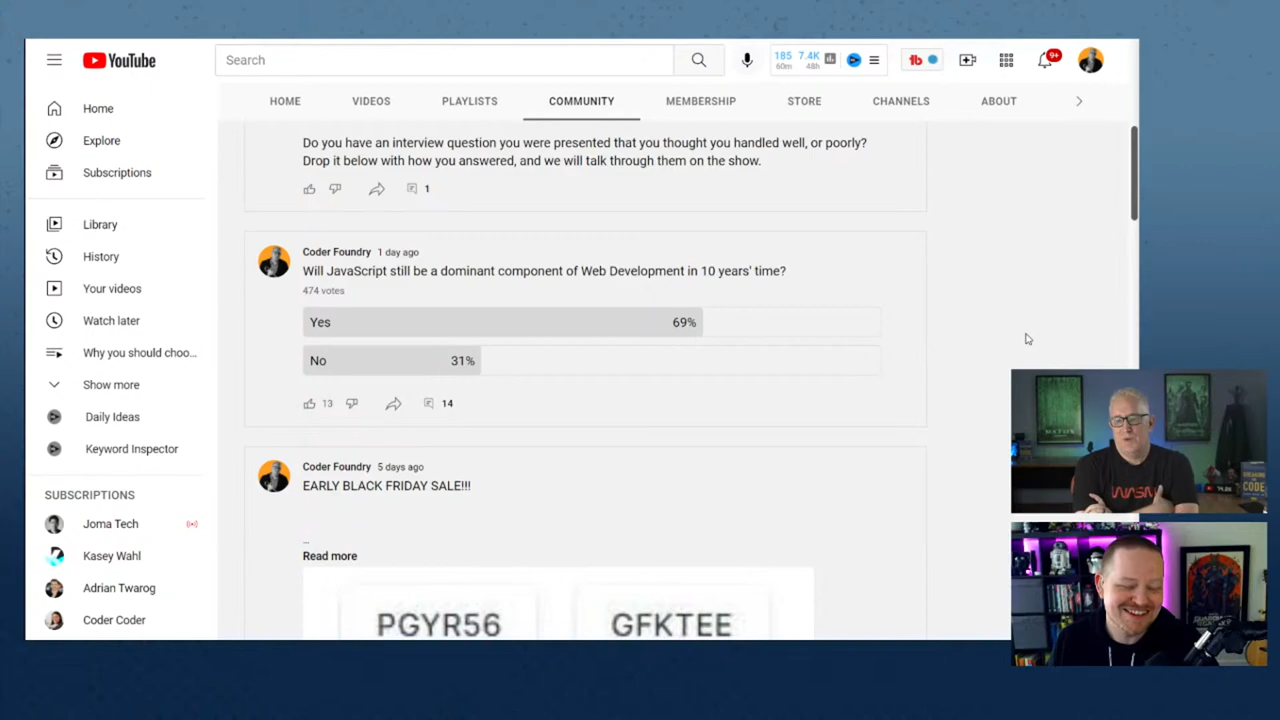 YouTube
Search
185 7.4K
60m 48h
tb
9+
Home
Explore
Subscriptions
Library
History
Your videos
Watch later
Why you should choo...
Show more
Daily Ideas
Keyword Inspector
SUBSCRIPTIONS
Joma Tech
Kasey Wahl
Adrian Twarog
Coder Coder
HOME VIDEOS PLAYLISTS COMMUNITY MEMBERSHIP STORE CHANNELS ABOUT
Do you have an interview question you were presented that you thought you handled well, or poorly?
Drop it below with how you answered, and we will talk through them on the show.
1
Coder Foundry 1 day ago
Will JavaScript still be a dominant component of Web Development in 10 years' time?
474 votes
Yes 69%
No 31%
13 14
Coder Foundry 5 days ago
EARLY BLACK FRIDAY SALE!!!
...
Read more
PGYR56 GFKTEE